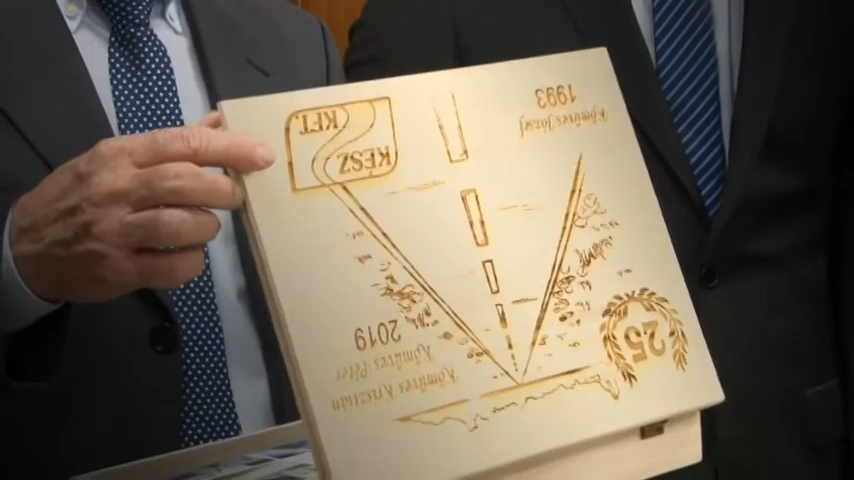 25
Kőműves Krisztián
Kőműves Péter
2019
Kőműves József
1993
KESZ
KFT.